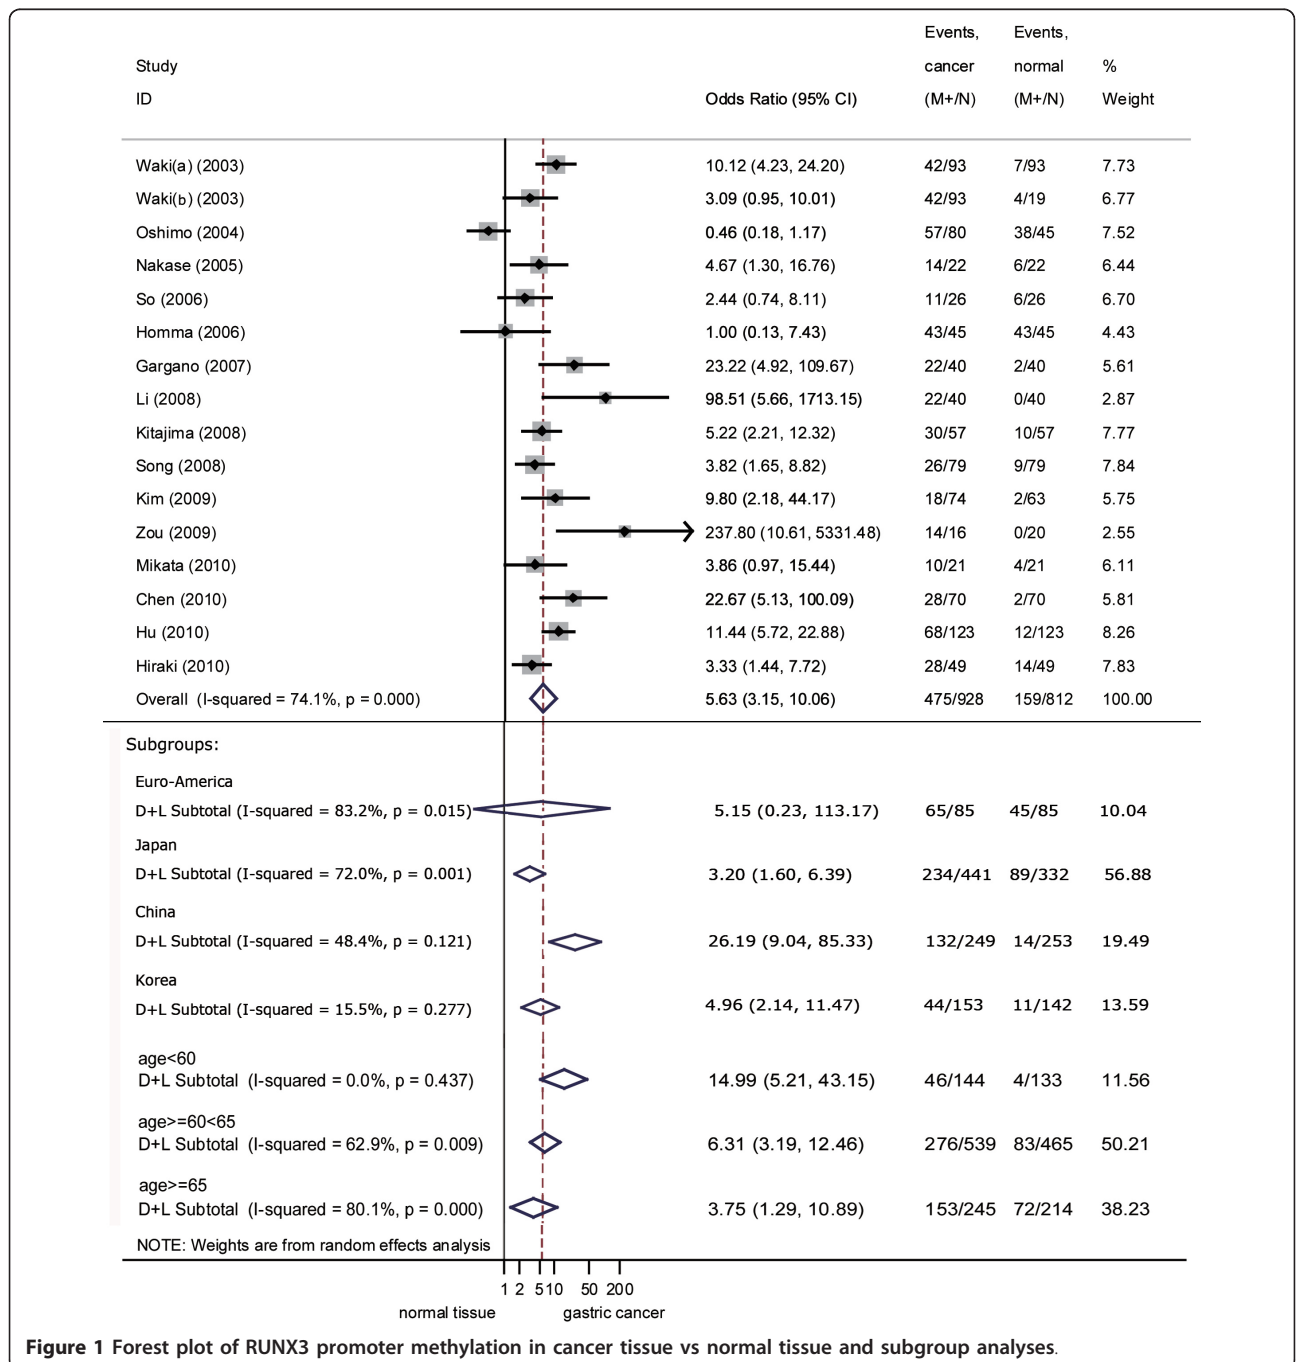 Events, Events,
Study cancer normal %
ID Odds Ratio (95% CI) (M+/N) (M+/N) Weight
Waki(a) (2003) 10.12 (4.23, 24.20) 42/93 7/93 7.73
Waki(b) (2003) 3.09 (0.95, 10.01) 42/93 4/19 6.77
Oshimo (2004) 0.46 (0.18, 1.17) 57/80 38/45 7.52
Nakase (2005) 4.67 (1.30, 16.76) 14/22 6/22 6.44
So (2006) 2.44 (0.74, 8.11) 11/26 6/26 6.70
Homma (2006) 1.00 (0.13, 7.43) 43/45 43/45 4.43
Gargano (2007) 23.22 (4.92, 109.67) 22/40 2/40 5.61
Li (2008) 98.51 (5.66, 1713.15) 22/40 0/40 2.87
Kitajima (2008) 5.22 (2.21, 12.32) 30/57 10/57 7.77
Song (2008) 3.82 (1.65, 8.82) 26/79 9/79 7.84
Kim (2009) 9.80 (2.18, 44.17) 18/74 2/63 5.75
Zou (2009) 237.80 (10.61, 5331.48) 14/16 0/20 2.55
Mikata (2010) 3.86 (0.97, 15.44) 10/21 4/21 6.11
Chen (2010) 22.67 (5.13, 100.09) 28/70 2/70 5.81
Hu (2010) 11.44 (5.72, 22.88) 68/123 12/123 8.26
Hiraki (2010) 3.33 (1.44, 7.72) 28/49 14/49 7.83
Overall (I-squared = 74.1%, p = 0.000) 5.63 (3.15, 10.06) 475/928 159/812 100.00
Subgroups:
Euro-America
D+L Subtotal (I-squared = 83.2%, p = 0.015) 5.15 (0.23, 113.17) 65/85 45/85 10.04
Japan
D+L Subtotal (I-squared = 72.0%, p = 0.001) 3.20 (1.60, 6.39) 234/441 89/332 56.88
China
D+L Subtotal (I-squared = 48.4%, p = 0.121) 26.19 (9.04, 85.33) 132/249 14/253 19.49
Korea
D+L Subtotal (I-squared = 15.5%, p = 0.277) 4.96 (2.14, 11.47) 44/153 11/142 13.59
age<60
D+L Subtotal (I-squared = 0.0%, p = 0.437) 14.99 (5.21, 43.15) 46/144 4/133 11.56
age>=60<65
D+L Subtotal (I-squared = 62.9%, p = 0.009) 6.31 (3.19, 12.46) 276/539 83/465 50.21
age>=65
D+L Subtotal (I-squared = 80.1%, p = 0.000) 3.75 (1.29, 10.89) 153/245 72/214 38.23
NOTE: Weights are from random effects analysis
1 2 5 10 50 200
normal tissue gastric cancer
Figure 1 Forest plot of RUNX3 promoter methylation in cancer tissue vs normal tissue and subgroup analyses.